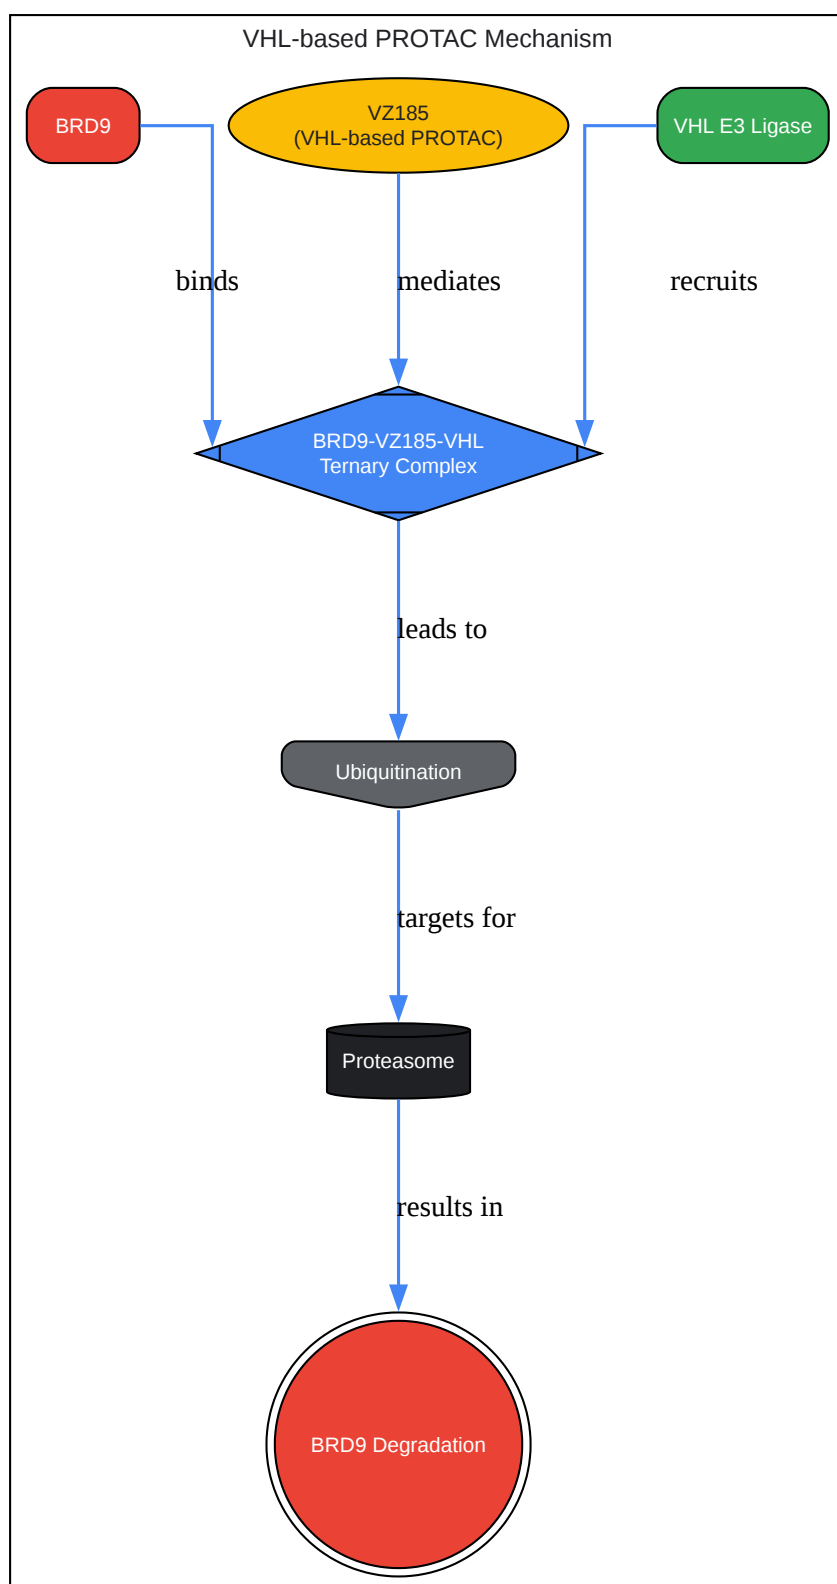 VHL-based PROTAC Mechanism
BRD9
VZ185
(VHL-based PROTAC)
VHL E3 Ligase
binds
mediates
recruits
BRD9-VZ185-VHL
Ternary Complex
leads to
Ubiquitination
targets for
Proteasome
results in
BRD9 Degradation